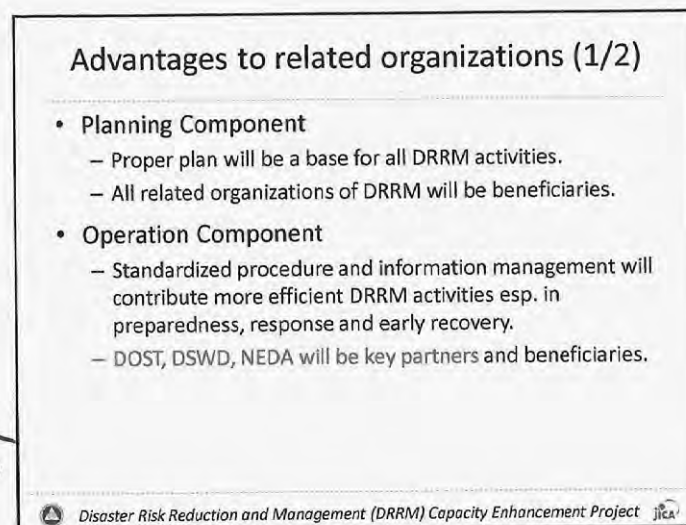 Advantages to related organizations (1/2)
• Planning Component
– Proper plan will be a base for all DRRM activities.
– All related organizations of DRRM will be beneficiaries.
• Operation Component
– Standardized procedure and information management will
contribute more efficient DRRM activities esp. in
preparedness, response and early recovery.
– DOST, DSWD, NEDA will be key partners and beneficiaries.
Disaster Risk Reduction and Management (DRRM) Capacity Enhancement Project jica